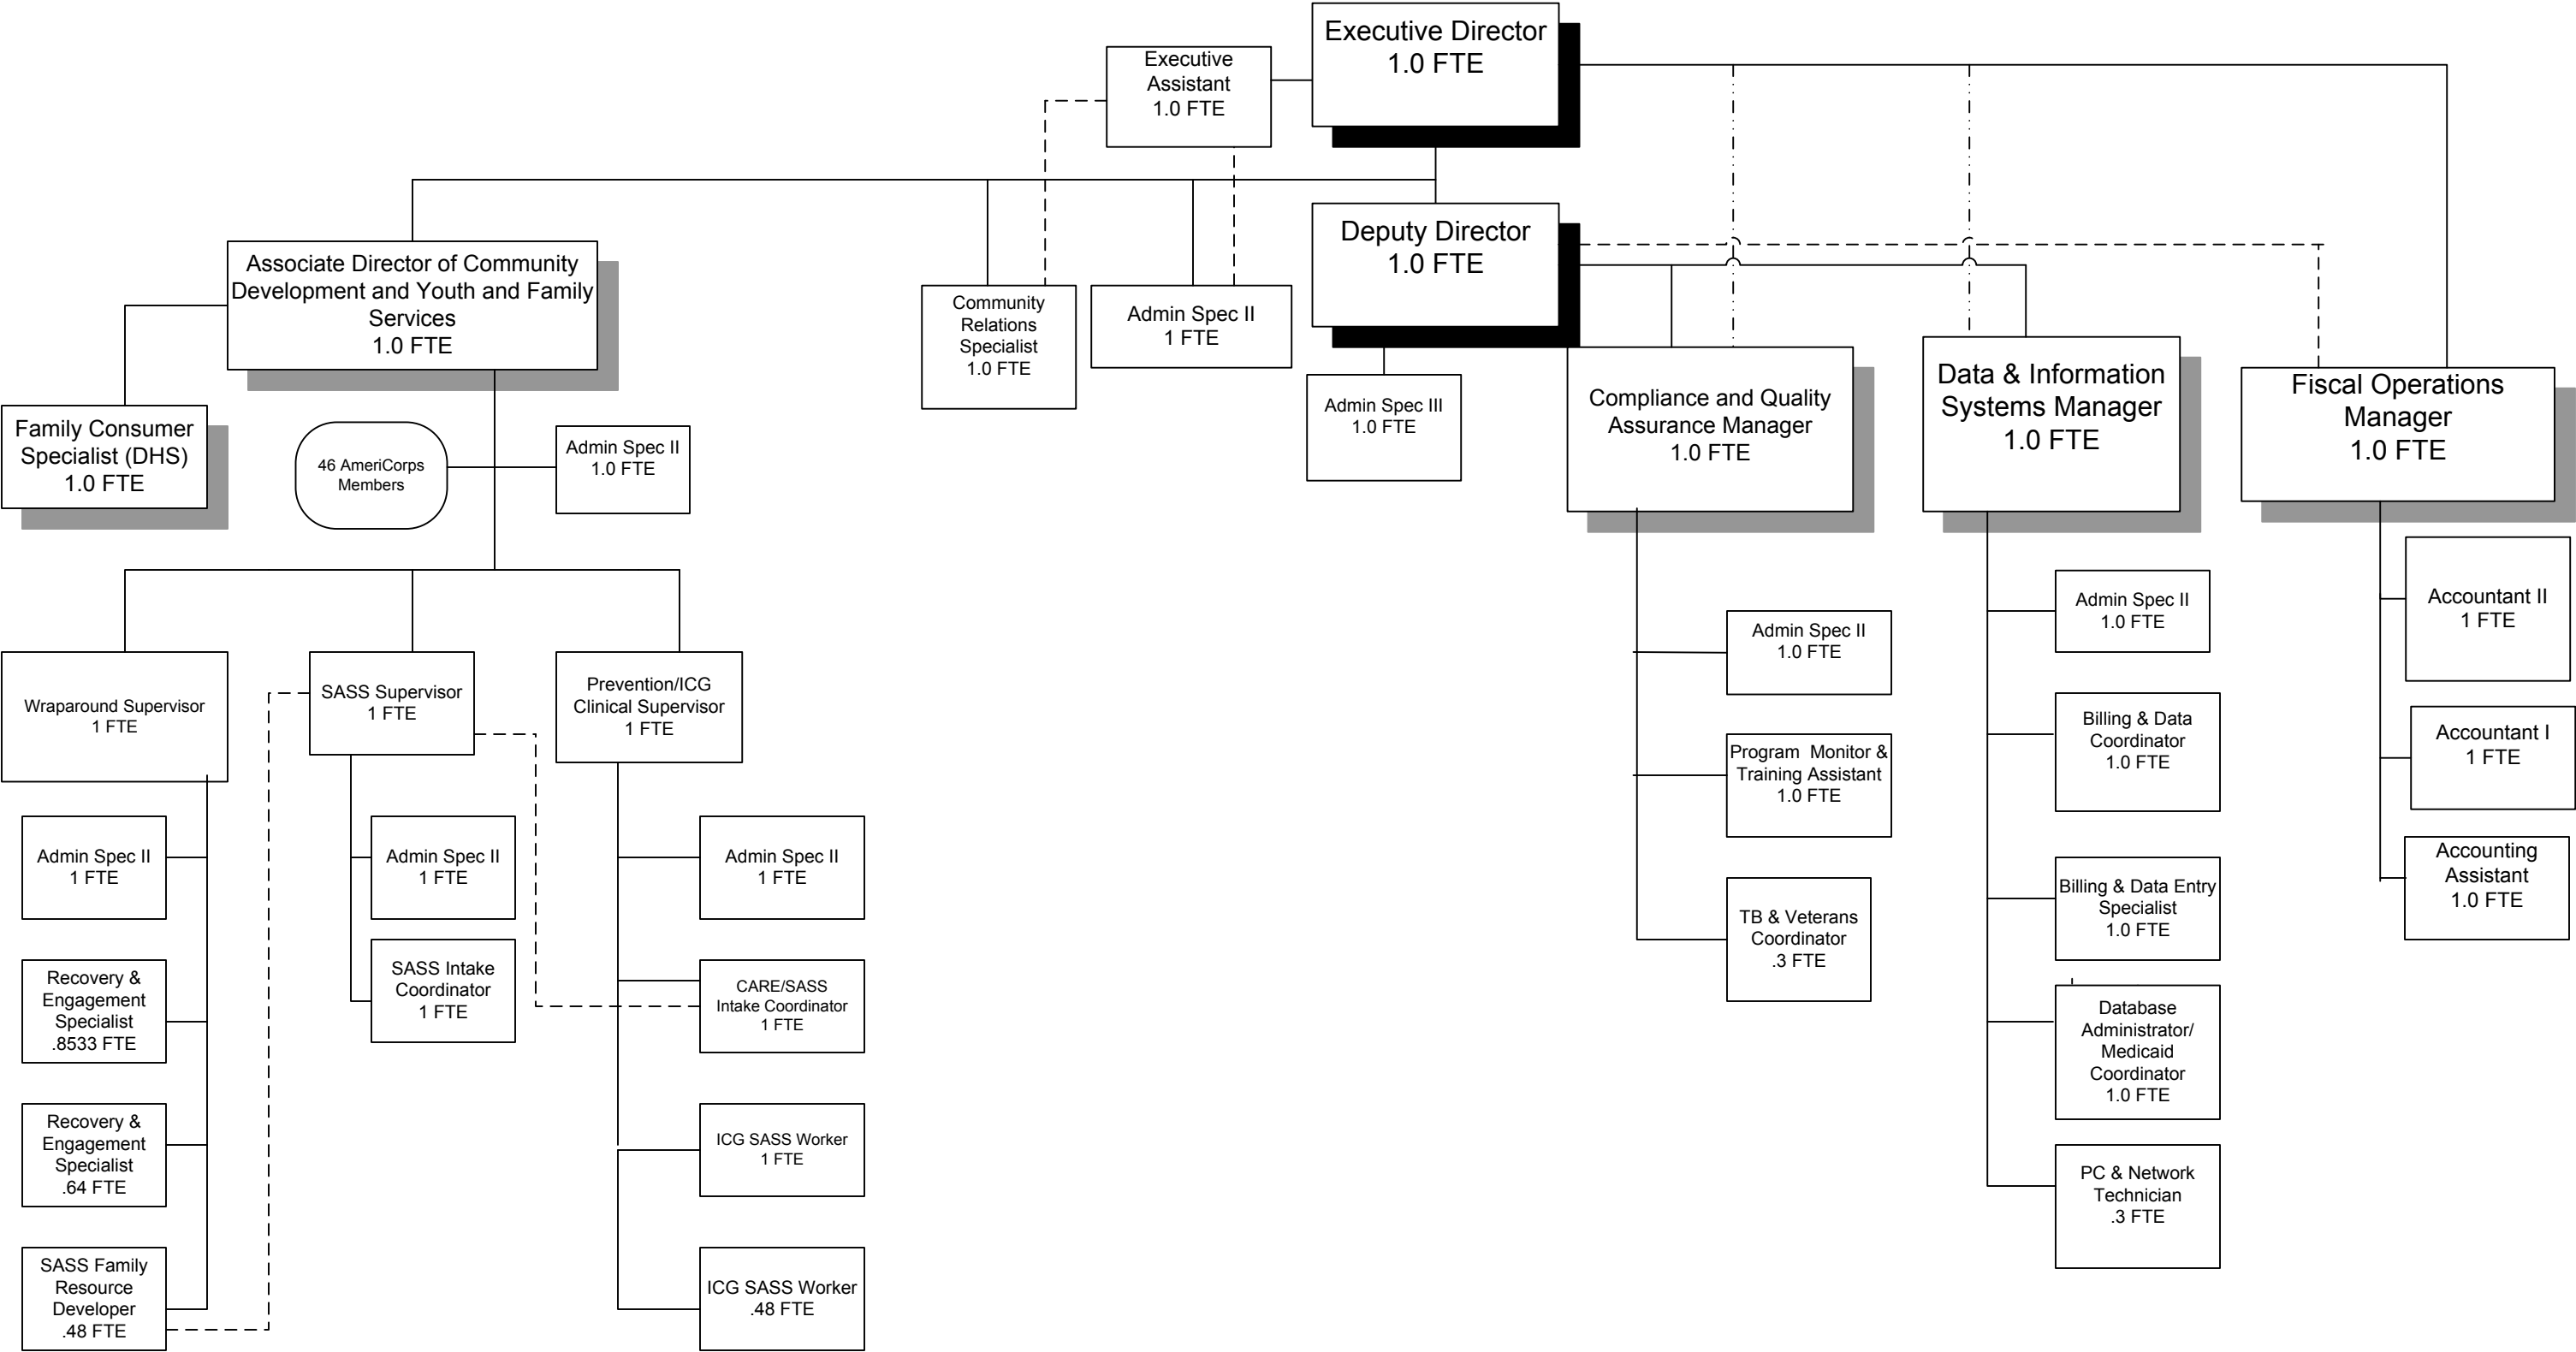 Executive Director
1.0 FTE
Executive
Assistant
1.0 FTE
Deputy Director
1.0 FTE
Associate Director of Community
Development and Youth and Family
Services
1.0 FTE
Community
Relations
Specialist
1.0 FTE
Admin Spec II
1 FTE
Admin Spec III
1.0 FTE
Compliance and Quality
Assurance Manager
1.0 FTE
Data & Information
Systems Manager
1.0 FTE
Fiscal Operations
Manager
1.0 FTE
Family Consumer
Specialist (DHS)
1.0 FTE
46 AmeriCorps
Members
Admin Spec II
1.0 FTE
Wraparound Supervisor
1 FTE
SASS Supervisor
1 FTE
Prevention/ICG
Clinical Supervisor
1 FTE
Admin Spec II
1 FTE
Recovery &
Engagement
Specialist
.8533 FTE
Recovery &
Engagement
Specialist
.64 FTE
SASS Family
Resource
Developer
.48 FTE
Admin Spec II
1 FTE
SASS Intake
Coordinator
1 FTE
Admin Spec II
1 FTE
CARE/SASS
Intake Coordinator
1 FTE
ICG SASS Worker
1 FTE
ICG SASS Worker
.48 FTE
Admin Spec II
1.0 FTE
Program Monitor &
Training Assistant
1.0 FTE
TB & Veterans
Coordinator
.3 FTE
Admin Spec II
1.0 FTE
Billing & Data
Coordinator
1.0 FTE
Billing & Data Entry
Specialist
1.0 FTE
Database
Administrator/
Medicaid
Coordinator
1.0 FTE
PC & Network
Technician
.3 FTE
Accountant II
1 FTE
Accountant I
1 FTE
Accounting
Assistant
1.0 FTE